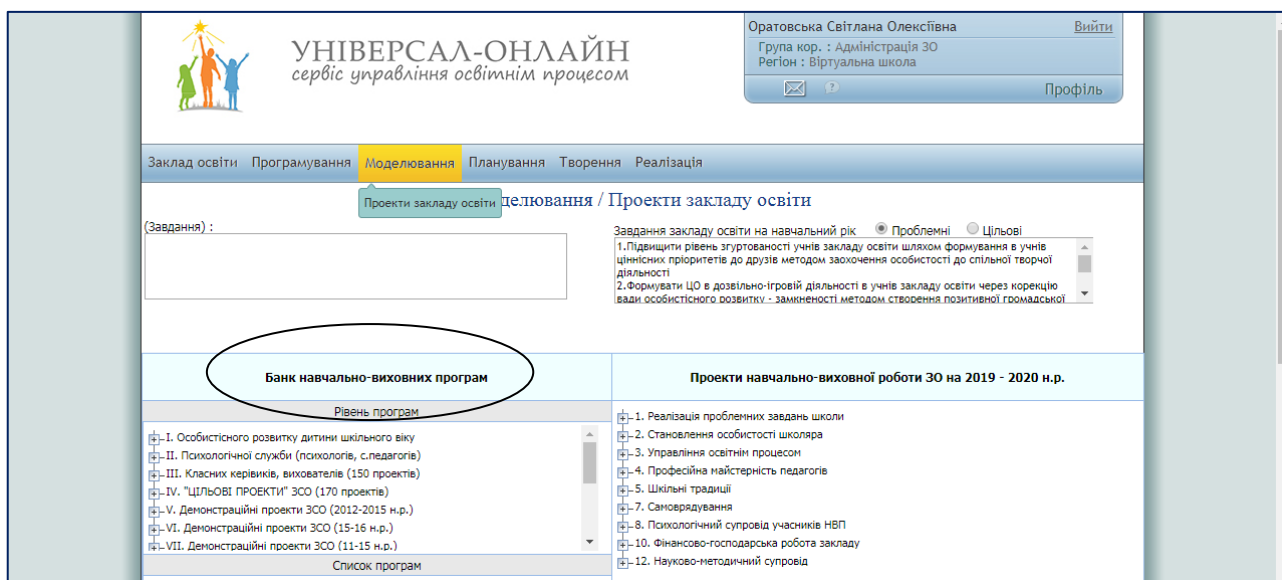 УНІВЕРСАЛ-ОНЛАЙН
сервіс управління освітнім процесом
Оратовська Світлана Олексіївна Вийти
Група кор. : Адміністрація ЗО
Регіон : Віртуальна школа
Профіль
Заклад освіти Програмування Моделювання Планування Творення Реалізація
Проекти закладу освіти
делювання / Проекти закладу освіти
(Завдання) :
Завдання закладу освіти на навчальний рік Проблемні Цільові
1.Підвищити рівень згуртованості учнів закладу освіти шляхом формування в учнів
ціннісних пріоритетів до друзів методом заохочення особистості до спільної творчої
діяльності
2.Формувати ЦО в дозвільно-ігровій діяльності в учнів закладу освіти через корекцію
вади особистісного розвитку - замкненості методом створення позитивної громадської
Банк навчально-виховних програм
Рівень програм
І. Особистісного розвитку дитини шкільного віку
ІІ. Психологічної служби (психологів, с.педагогів)
ІІІ. Класних керівиків, вихователів (150 проектів)
IV. "ЦІЛЬОВІ ПРОЕКТИ" ЗСО (170 проектів)
V. Демонстраційні проекти ЗСО (2012-2015 н.р.)
VI. Демонстраційні проекти ЗСО (15-16 н.р.)
VII. Демонстраційні проекти ЗСО (11-15 н.р.)
Список програм
Проекти навчально-виховної роботи ЗО на 2019 - 2020 н.р.
1. Реалізація проблемних завдань школи
2. Становлення особистості школяра
3. Управління освітнім процесом
4. Професійна майстерність педагогів
5. Шкільні традиції
7. Самоврядування
8. Психологічний супровід учасників НВП
10. Фінансово-господарська робота закладу
12. Науково-методичний супровід